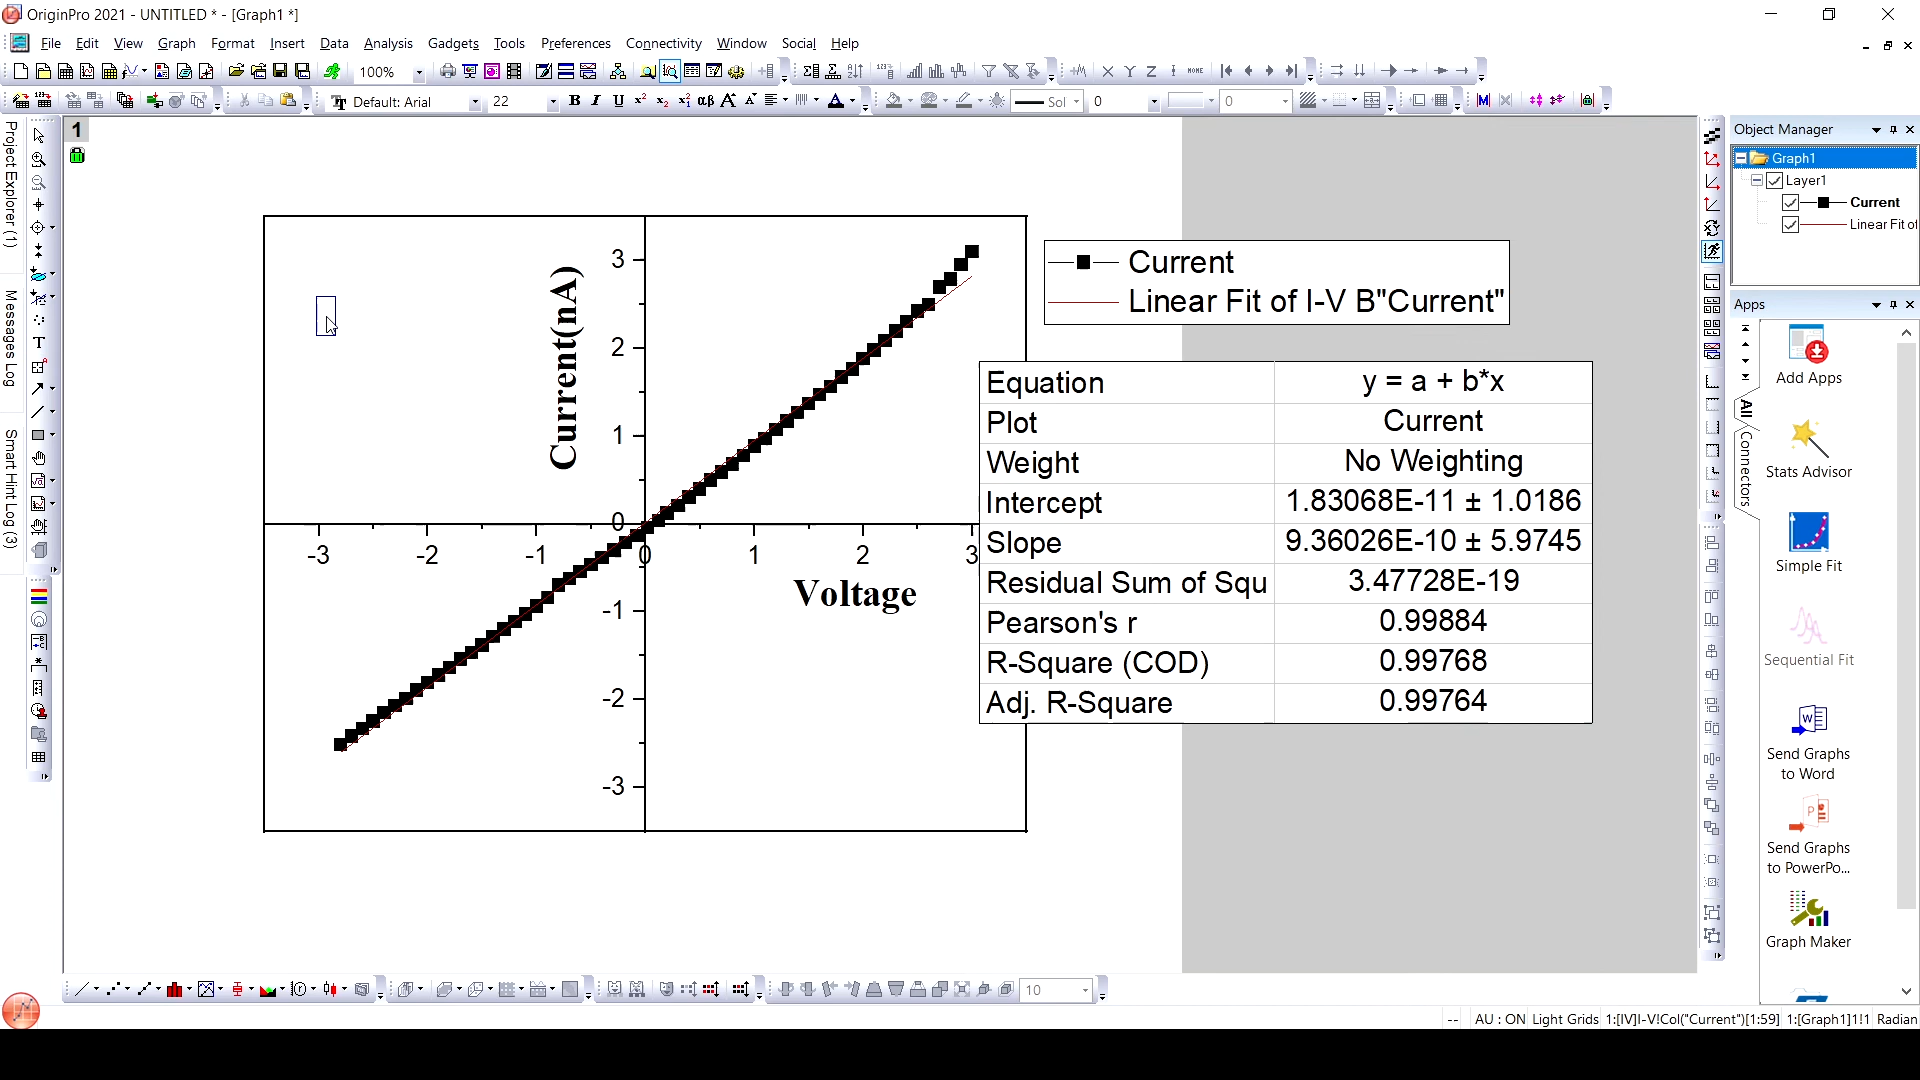 OriginPro 2021 - UNTITLED * - [Graph1 *]
File Edit View Graph Insert Format Data Analysis Gadgets Tools Preferences Connectivity Window Social Help
100%
Default: Arial 22
Sol 0 0
Project Explorer (1)
Messages Log
Smart Hint Log (3)
1
3
2
1
0
-1
-2
-3
-3 -2 -1 0 1 2 3
Current(nA)
Voltage
Current
Linear Fit of I-V B"Current"
Equation y = a + b*x
Plot Current
Weight No Weighting
Intercept 1.83068E-11 ± 1.0186
Slope 9.36026E-10 ± 5.9745
Residual Sum of Squ 3.47728E-19
Pearson's r 0.99884
R-Square (COD) 0.99768
Adj. R-Square 0.99764
Object Manager
Graph1
Layer1
Current
Linear Fit of
Apps
All
Connectors
Add Apps
Stats Advisor
Simple Fit
Sequential Fit
Send Graphs
to Word
Send Graphs
to PowerPo...
Graph Maker
10
-- AU : ON Light Grids 1:[IV]I-V!Col("Current")[1:59] 1:[Graph1]1!1 Radian